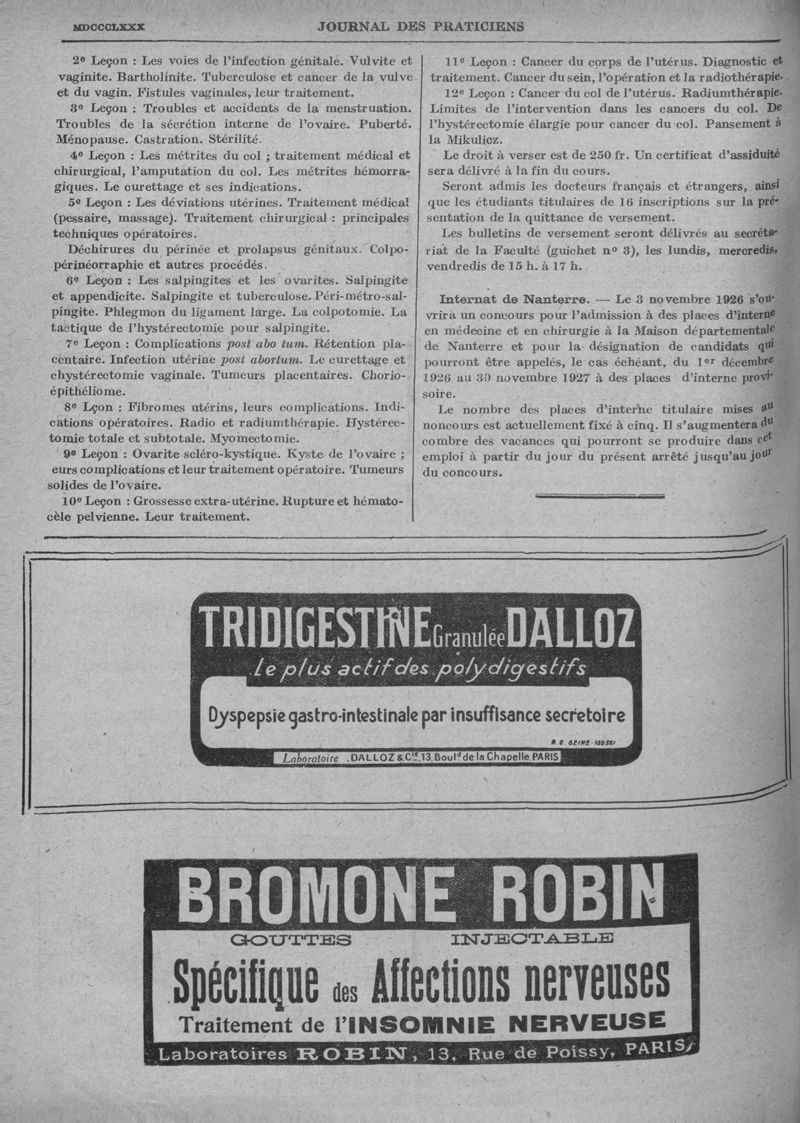 MDCCCLXXX
JOURNAL DES PRATICIENS
2e Leçon : Les voies de l'infection génitale. Vulvite et
vaginite. Bartholinite. Tuberculose et cancer de la vulve
et du vagin. Fistules vaginales, leur traitement.
3e Leçon : Troubles et accidents de la menstruation.
Troubles de la sécrétion interne de l'ovaire. Puberté.
Ménopause. Castration. Stérilité.
4e Leçon : Les métrites du col ; traitement médical et
chirurgical, l'amputation du col. Les métrites hémorra-
giques. Le curettage et ses indications.
5e Leçon : Les déviations utérines. Traitement médical
(pessaire, massage). Traitement chirurgical : principales
techniques opératoires.
Déchirures du périnée et prolapsus génitaux. Colpo-
périnéorraphie et autres procédés.
6e Leçon : Les salpingites et les ovarites. Salpingite
et appendicite. Salpingite et tuberculose. Péri-métro-sal-
pingite. Phlegmon du ligament large. La colpotomie. La
tactique de l'hystérectomie pour salpingite.
7e Leçon : Complications post abo tum. Rétention pla-
centaire. Infection utérine post abortum. Le curettage et
chystérectomie vaginale. Tumeurs placentaires. Chorio-
épithéliome.
8e Lçon : Fibromes utérins, leurs complications. Indi-
cations opératoires. Radio et radiumthérapie. Hystérec-
tomie totale et subtotale. Myomectomie.
9e Leçon : Ovarite scléro-kystique. Kyste de l'ovaire ;
eurs complications et leur traitement opératoire. Tumeurs
solides de l'ovaire.
10e Leçon : Grossesse extra-utérine. Rupture et hémato-
cèle pelvienne. Leur traitement.
11e Leçon : Cancer du corps de l'utérus. Diagnostic et
traitement. Cancer du sein, l'opération et la radiothérapie.
12e Leçon : Cancer du col de l'utérus. Radiumthérapie.
Limites de l'intervention dans les cancers du col. De
l'hystérectomie élargie pour cancer du col. Pansement à
la Mikulicz.
Le droit à verser est de 250 fr. Un certificat d'assiduité
sera délivré à la fin du cours.
Seront admis les docteurs français et étrangers, ainsi
que les étudiants titulaires de 16 inscriptions sur la pré-
sentation de la quittance de versement.
Les bulletins de versement seront délivrés au secréta-
riat de la Faculté (guichet no 3), les lundis, mercredis,
vendredis de 15 h. à 17 h.
Internat de Nanterre. — Le 3 novembre 1926 s'ou-
vrira un concours pour l'admission à des places d'interne
en médecine et en chirurgie à la Maison départementale
de Nanterre et pour la désignation de candidats qui
pourront être appelés, le cas échéant, du 1er décembre
1926 au 30 novembre 1927 à des places d'interne provi-
soire.
Le nombre des places d'interne titulaire mises au
noncours est actuellement fixé à cinq. Il s'augmentera du
combre des vacances qui pourront se produire dans cet
emploi à partir du jour du présent arrêté jusqu'au jour
du concours.
TRIDIGESTINE Granulée DALLOZ
Le plus actif des polydigestifs
Dyspepsie gastro-intestinale par insuffisance secretoire
R. C. SEINE
Laboratoire . DALLOZ & Cie, 13, Bould de la Chapelle PARIS
BROMONE ROBIN
GOUTTES INJECTABLE
Spécifique des Affections nerveuses
Traitement de l'INSOMNIE NERVEUSE
Laboratoires ROBIN, 13, Rue de Poissy, PARIS